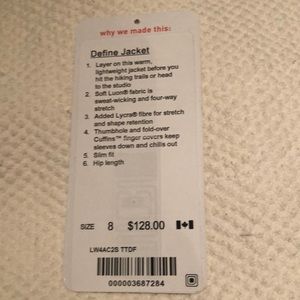 why we made this:
Define Jacket
1. Layer on this warm,
lightweight jacket before you
hit the hiking trails or head
to the studio
2. Soft Luon® fabric is
sweat-wicking and four-way
stretch
3. Added Lycra® fibre for stretch
and shape retention
4. Thumbhole and fold-over
Cuffins™ finger covers keep
sleeves down and chills out
5. Slim fit
6. Hip length
SIZE 8 $128.00
LW4AC2S TTDF
000003687284